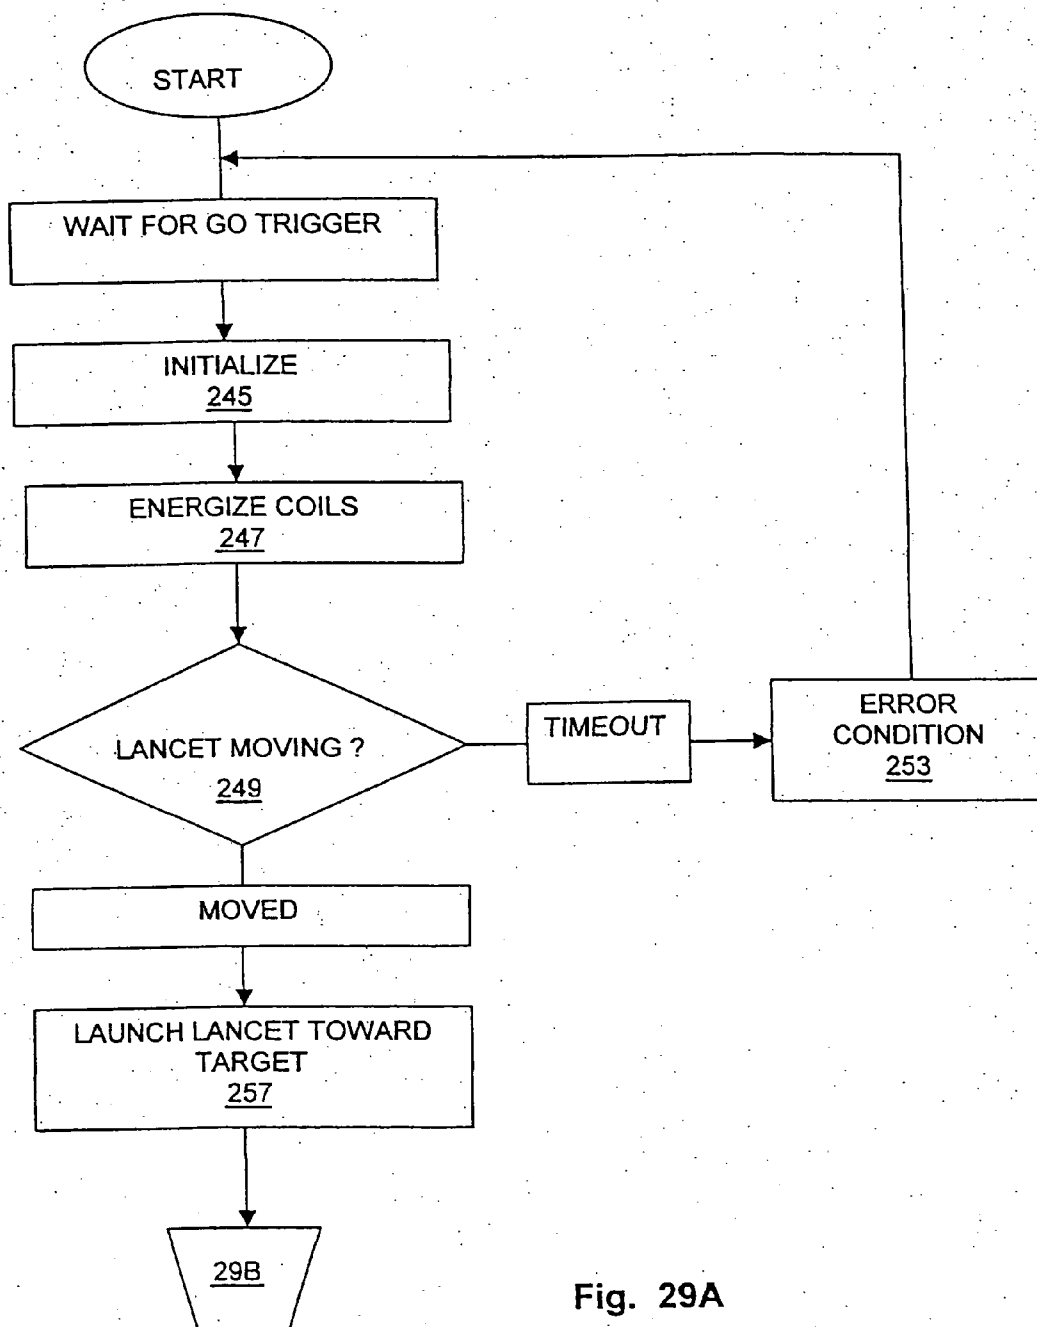 START
WAIT FOR GO TRIGGER
INITIALIZE
245
ENERGIZE COILS
247
LANCET MOVING ?
249
TIMEOUT
ERROR
CONDITION
253
MOVED
LAUNCH LANCET TOWARD
TARGET
257
29B
Fig. 29A